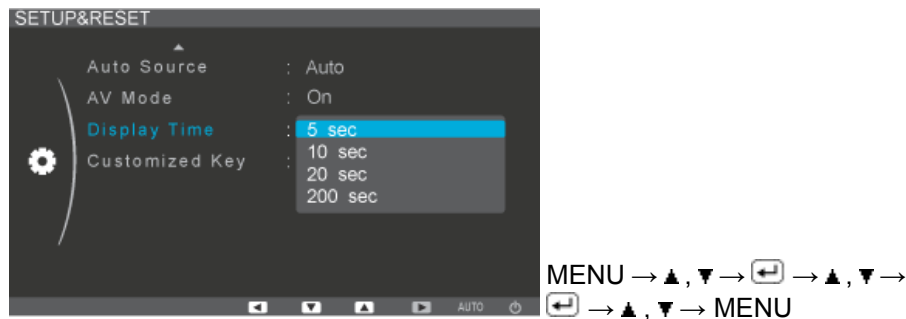 SETUP&RESET
Auto Source : Auto
AV Mode : On
Display Time : 5 sec
10 sec
Customized Key :
20 sec
200 sec
AUTO
MENU → ▲ , ▼ → ↵ → ▲ , ▼ →
↵ → ▲ , ▼ → MENU